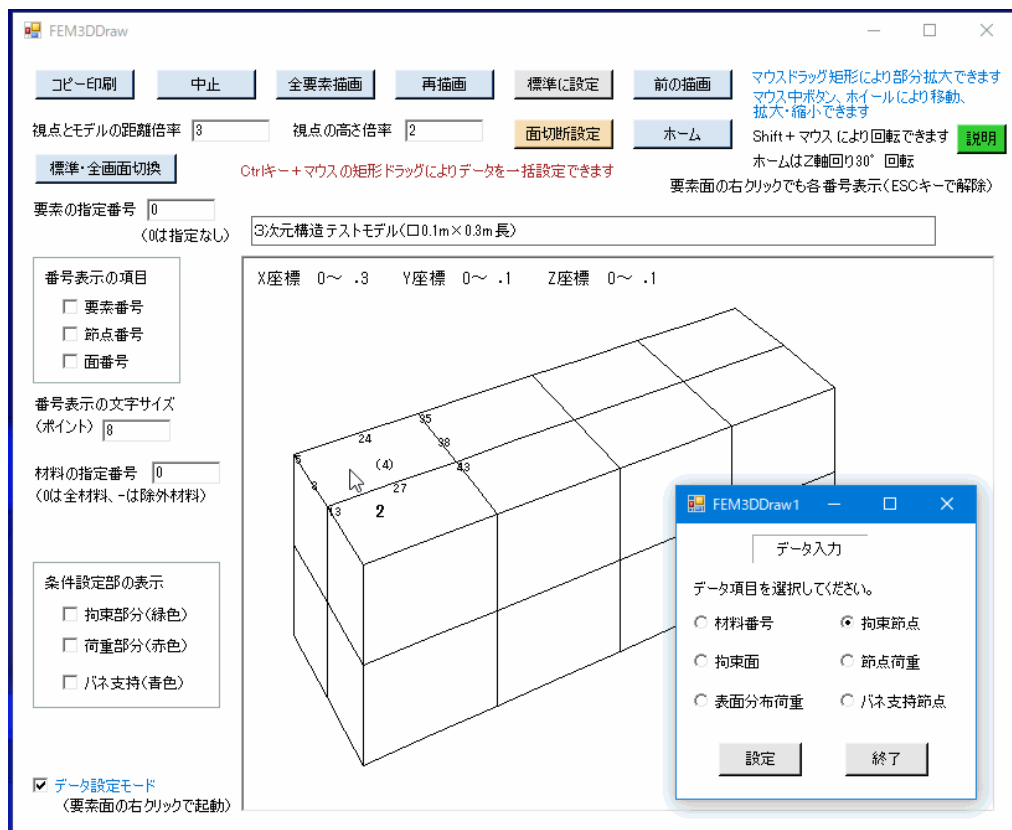 FEM3DDraw
コピー印刷 中止 全要素描画 再描画 標準に設定 前の描画
マウスドラッグ矩形により部分拡大できます
マウス中ボタン、ホイールにより移動、
拡大・縮小できます
視点とモデルの距離倍率 3 視点の高さ倍率 2 面切断設定 ホーム
Shift+マウスにより回転できます 説明
ホームはZ軸回り30°回転
標準・全画面切換 Ctrlキー+マウスの矩形ドラッグによりデータを一括設定できます
要素面の右クリックでも各番号表示(ESCキーで解除)
要素の指定番号 0
(0は指定なし)
3次元構造テストモデル(□0.1m×0.3m長)
番号表示の項目
要素番号
節点番号
面番号
番号表示の文字サイズ
(ポイント) 8
材料の指定番号 0
(0は全材料、-は除外材料)
条件設定部の表示
拘束部分(緑色)
荷重部分(赤色)
バネ支持(青色)
データ設定モード
(要素面の右クリックで起動)
X座標 0~ .3 Y座標 0~ .1 Z座標 0~ .1
35
24 38
5 (4) 43
3 27
13 2
FEM3DDraw1
データ入力
データ項目を選択してください。
材料番号 拘束節点
拘束面 節点荷重
表面分布荷重 バネ支持節点
設定 終了